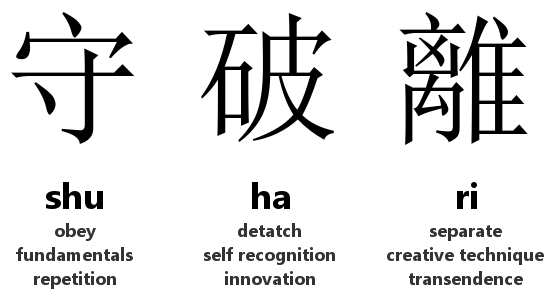 守 破 離
shu ha ri
obey detatch separate
fundamentals self recognition creative technique
repetition innovation transendence